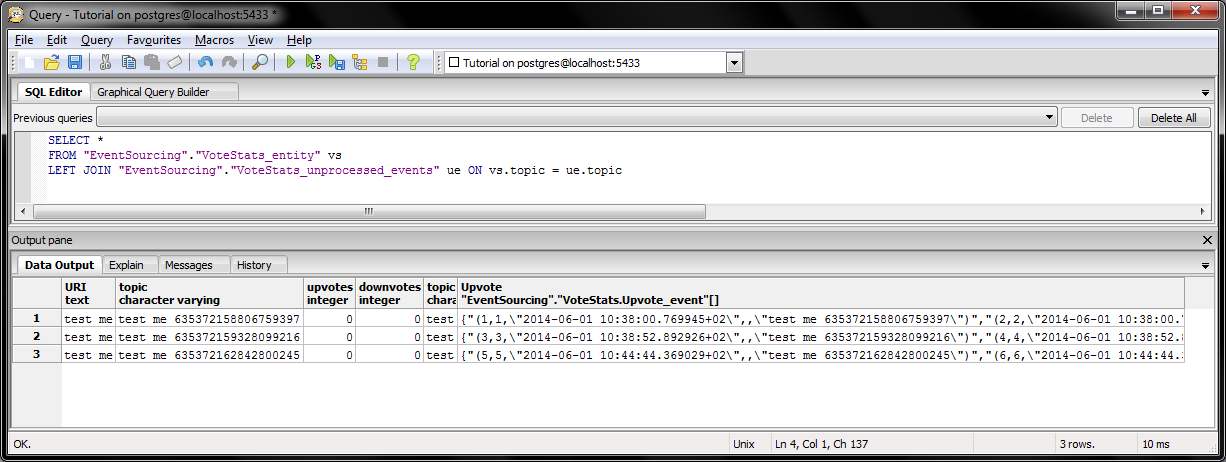 Query - Tutorial on postgres@localhost:5433 *
File Edit Query Favourites Macros View Help
Tutorial on postgres@localhost:5433
SQL Editor Graphical Query Builder
Previous queries Delete Delete All
SELECT *
FROM "EventSourcing"."VoteStats_entity" vs
LEFT JOIN "EventSourcing"."VoteStats_unprocessed_events" ue ON vs.topic = ue.topic
Output pane
Data Output Explain Messages History
URI topic upvotes downvotes topic Upvote
text character varying integer integer chara "EventSourcing"."VoteStats.Upvote_event"[]
1 test me test me 635372158806759397 0 0 test {"(1,1,\"2014-06-01 10:38:00.769945+02\",,\"test me 635372158806759397\")","(2,2,\"2014-06-01 10:38:00.
2 test me test me 635372159328099216 0 0 test {"(3,3,\"2014-06-01 10:38:52.892926+02\",,\"test me 635372159328099216\")","(4,4,\"2014-06-01 10:38:52.8
3 test me test me 635372162842800245 0 0 test {"(5,5,\"2014-06-01 10:44:44.369029+02\",,\"test me 635372162842800245\")","(6,6,\"2014-06-01 10:44:44.
OK. Unix Ln 4, Col 1, Ch 137 3 rows. 10 ms